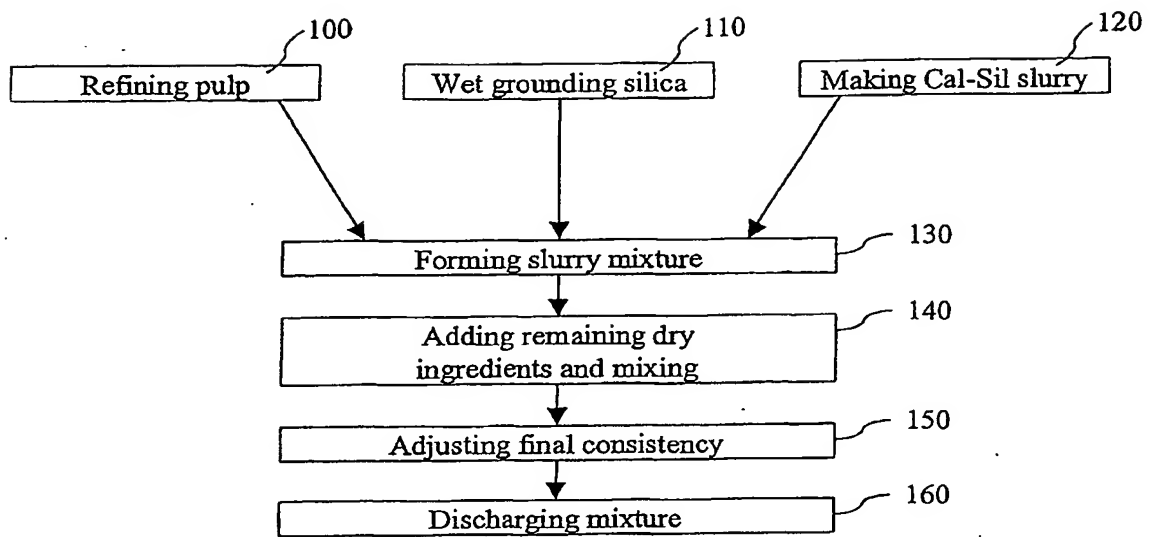 100
110
120
Refining pulp
Wet grounding silica
Making Cal-Sil slurry
130
Forming slurry mixture
140
Adding remaining dry
ingredients and mixing
150
Adjusting final consistency
160
Discharging mixture